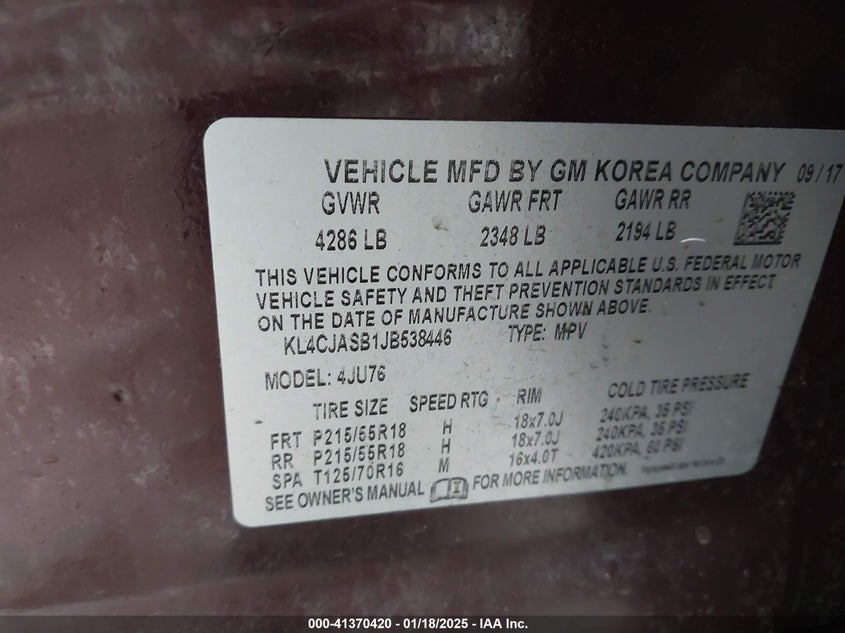 VEHICLE MFD BY GM KOREA COMPANY 09/17
GVWR GAWR FRT GAWR RR
4286 LB 2348 LB 2194 LB
THIS VEHICLE CONFORMS TO ALL APPLICABLE U.S. FEDERAL MOTOR
VEHICLE SAFETY AND THEFT PREVENTION STANDARDS IN EFFECT
ON THE DATE OF MANUFACTURE SHOWN ABOVE.
KL4CJASB1JB538446 TYPE: MPV
MODEL: 4JU76
TIRE SIZE SPEED RTG RIM COLD TIRE PRESSURE
FRT P215/55R18 H 18x7.0J 240KPA, 35 PSI
RR P215/55R18 H 18x7.0J 240KPA, 35 PSI
SPA T125/70R16 M 16x4.0T 420KPA, 60 PSI
SEE OWNER'S MANUAL FOR MORE INFORMATION.
000-41370420 - 01/18/2025 - IAA Inc.